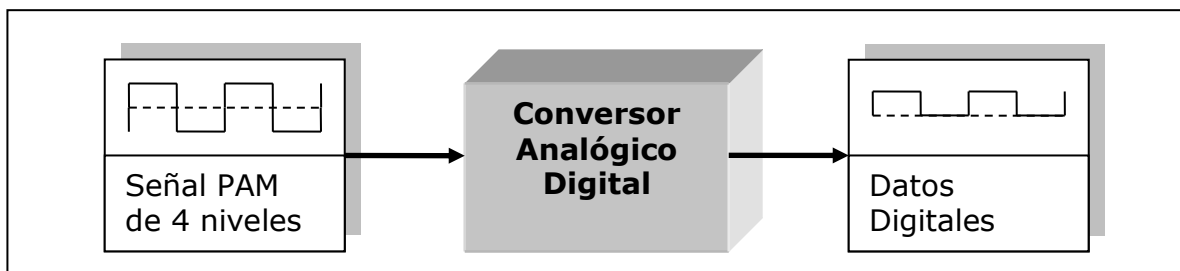 Señal PAM
de 4 niveles
Conversor
Analógico
Digital
Datos
Digitales